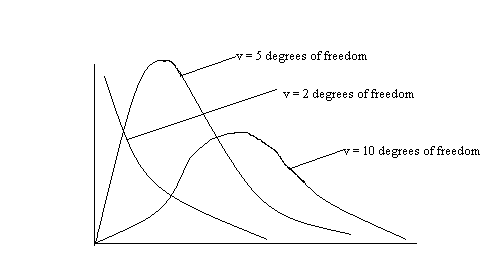 v = 5 degrees of freedom
v = 2 degrees of freedom
v = 10 degrees of freedom